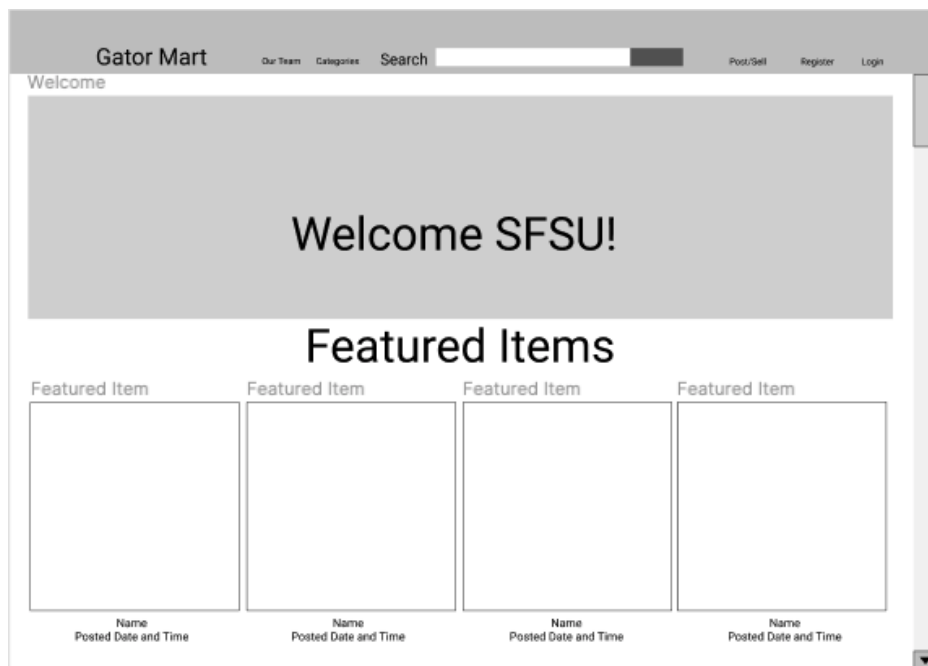 Gator Mart Our Team Categories Search Post/Sell Register Login
Welcome
Welcome SFSU!
Featured Items
Featured Item Featured Item Featured Item Featured Item
Name Name Name Name
Posted Date and Time Posted Date and Time Posted Date and Time Posted Date and Time